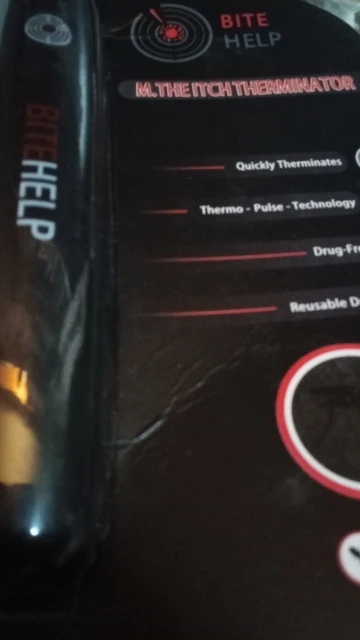 BITE
HELP
M.THE ITCH THERMINATOR
Quickly Therminates
Thermo - Pulse - Technology
Drug-Fr
Reusable D
BITEHELP